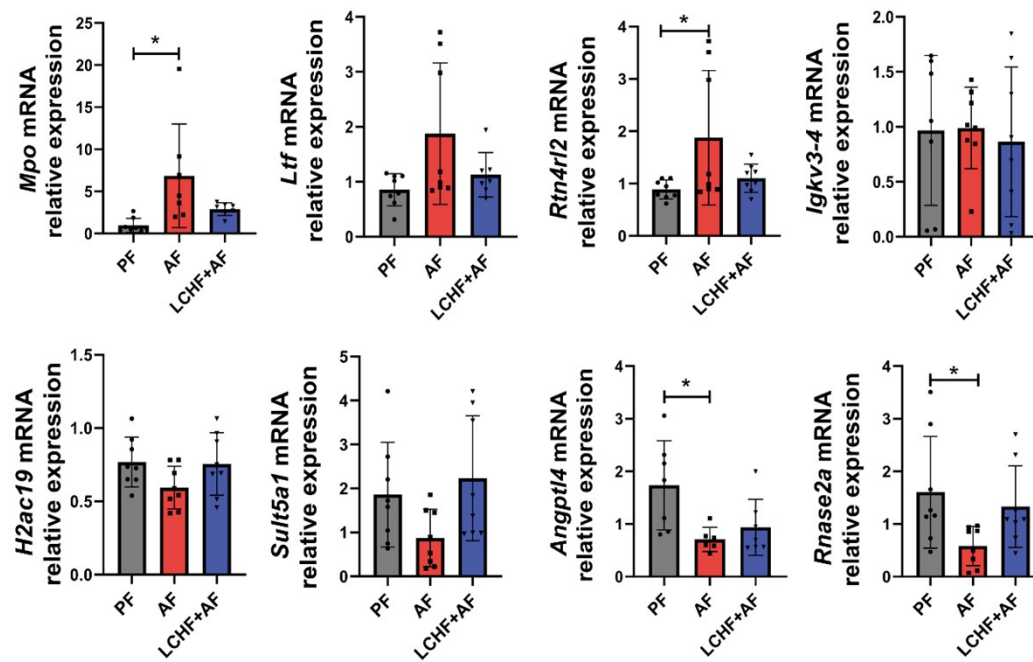 Mpo mRNA
relative expression
25
20
15
10
5
0
*
PF
AF
LCHF+AF
Ltf mRNA
relative expression
4
3
2
1
0
PF
AF
LCHF+AF
Rtn4rl2 mRNA
relative expression
4
3
2
1
0
*
PF
AF
LCHF+AF
Igkv3-4 mRNA
relative expression
2.0
1.5
1.0
0.5
0.0
PF
AF
LCHF+AF
H2ac19 mRNA
relative expression
1.5
1.0
0.5
0.0
PF
AF
LCHF+AF
Sult5a1 mRNA
relative expression
5
4
3
2
1
0
PF
AF
LCHF+AF
Angptl4 mRNA
relative expression
4
3
2
1
0
*
PF
AF
LCHF+AF
Rnase2a mRNA
relative expression
4
3
2
1
0
*
PF
AF
LCHF+AF